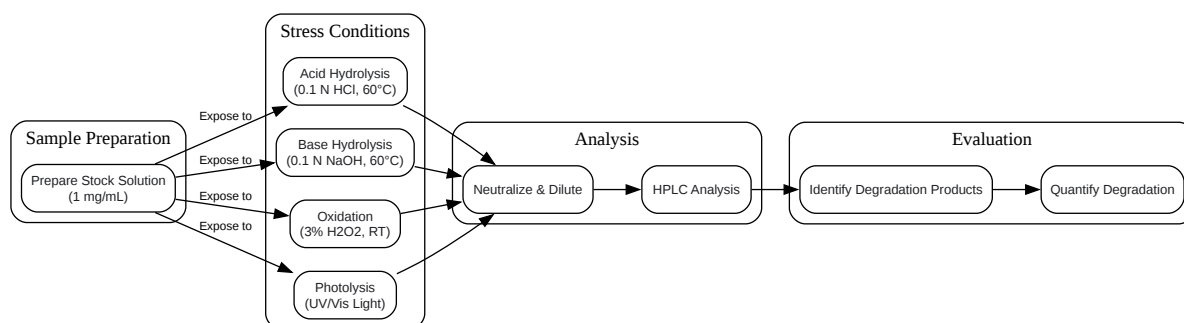 Sample Preparation
Prepare Stock Solution
(1 mg/mL)
Expose to
Expose to
Expose to
Expose to
Stress Conditions
Acid Hydrolysis
(0.1 N HCl, 60°C)
Base Hydrolysis
(0.1 N NaOH, 60°C)
Oxidation
(3% H2O2, RT)
Photolysis
(UV/Vis Light)
Analysis
Neutralize & Dilute
HPLC Analysis
Evaluation
Identify Degradation Products
Quantify Degradation